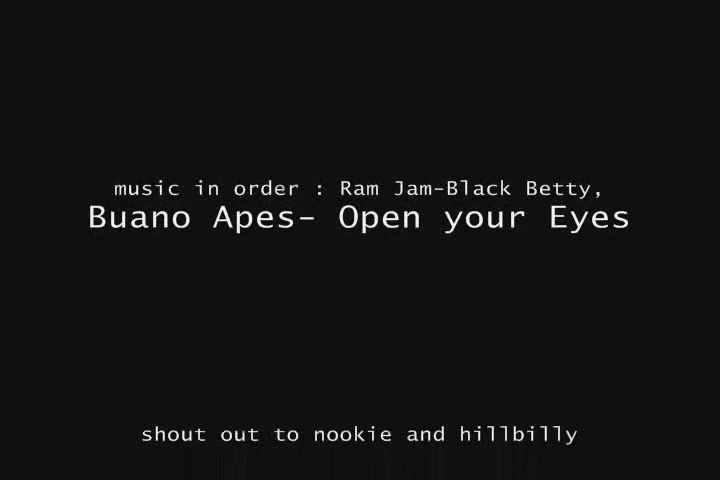 music in order : Ram Jam-Black Betty,
Buano Apes- Open your Eyes
shout out to nookie and hillbilly